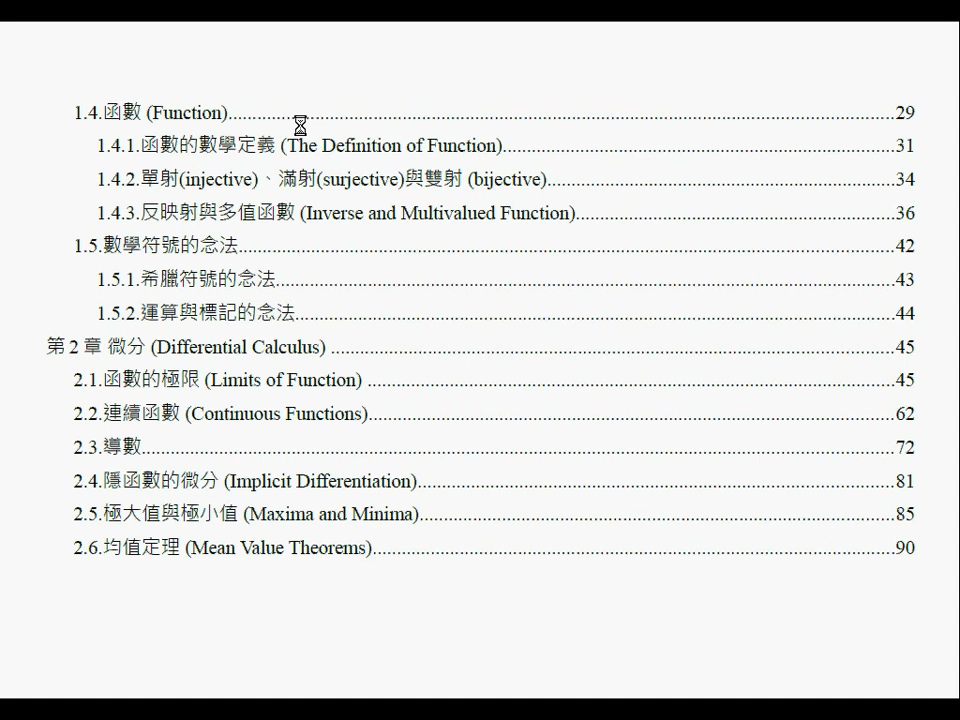 1.4.函數 (Function)....................29
1.4.1.函數的數學定義 (The Definition of Function)....................31
1.4.2.單射(injective)、滿射(surjective)與雙射 (bijective)....................34
1.4.3.反映射與多值函數 (Inverse and Multivalued Function)....................36
1.5.數學符號的念法....................42
1.5.1.希臘符號的念法....................43
1.5.2.運算與標記的念法....................44
第 2 章 微分 (Differential Calculus) ....................45
2.1.函數的極限 (Limits of Function) ....................45
2.2.連續函數 (Continuous Functions)....................62
2.3.導數....................72
2.4.隱函數的微分 (Implicit Differentiation)....................81
2.5.極大值與極小值 (Maxima and Minima)....................85
2.6.均值定理 (Mean Value Theorems)....................90